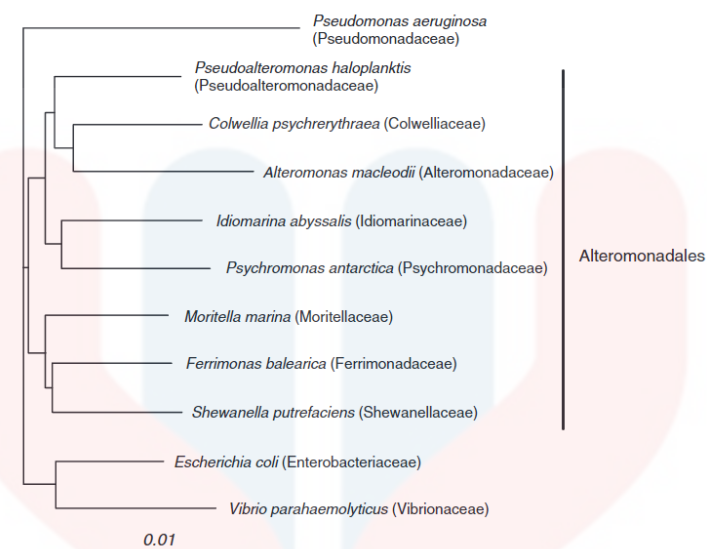 Pseudomonas aeruginosa
(Pseudomonadaceae)
Pseudoalteromonas haloplanktis
(Pseudoalteromonadaceae)
Colwellia psychrerythraea (Colwelliaceae)
Alteromonas macleodii (Alteromonadaceae)
Idiomarina abyssalis (Idiomarinaceae)
Alteromonadales
Psychromonas antarctica (Psychromonadaceae)
Moritella marina (Moritellaceae)
Ferrimonas balearica (Ferrimonadaceae)
Shewanella putrefaciens (Shewanellaceae)
Escherichia coli (Enterobacteriaceae)
Vibrio parahaemolyticus (Vibrionaceae)
0.01